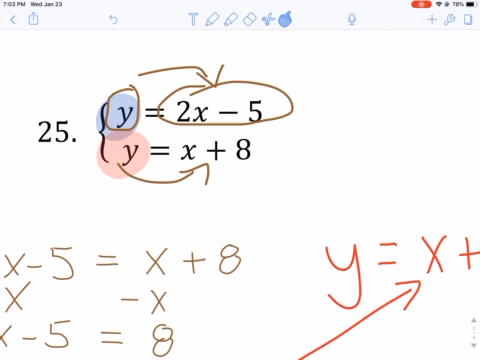 7:03 PM Wed Jan 23
78%
y = 2x − 5
25.
y = x + 8
x − 5 = x + 8
x − x
x − 5 = 8
y = x +